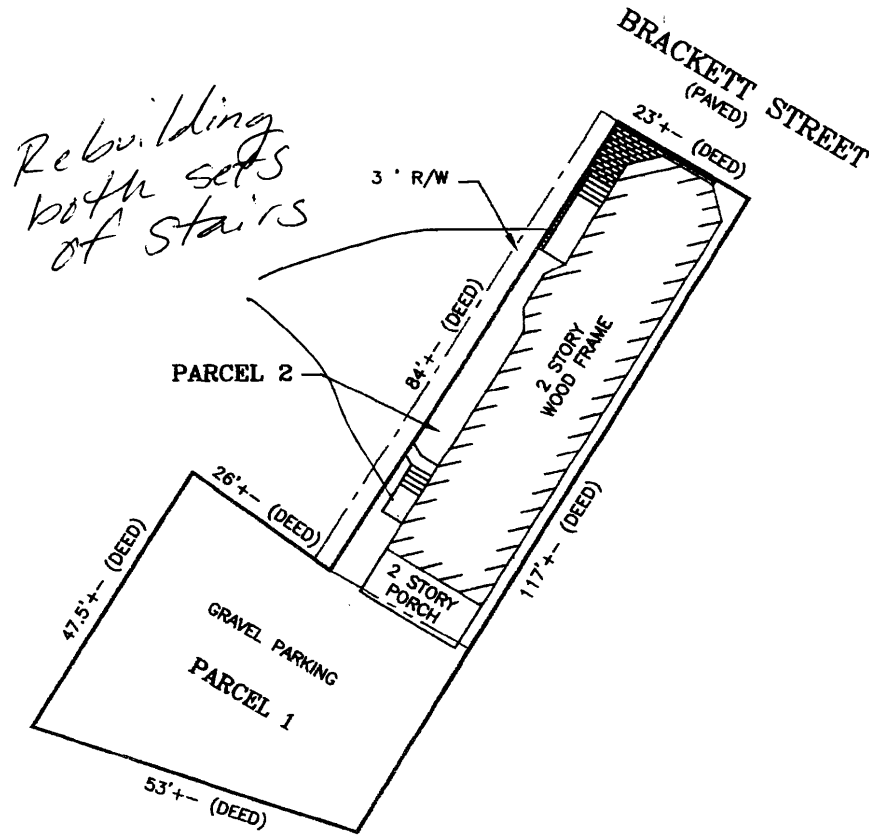 BRACKETT STREET
(PAVED)
23'+- (DEED)
Rebuilding
both sets
of stairs
3' R/W
84'+- (DEED)
2 STORY
WOOD FRAME
PARCEL 2
26'+- (DEED)
117'+- (DEED)
47.5'+- (DEED)
2 STORY
PORCH
GRAVEL PARKING
PARCEL 1
53'+- (DEED)